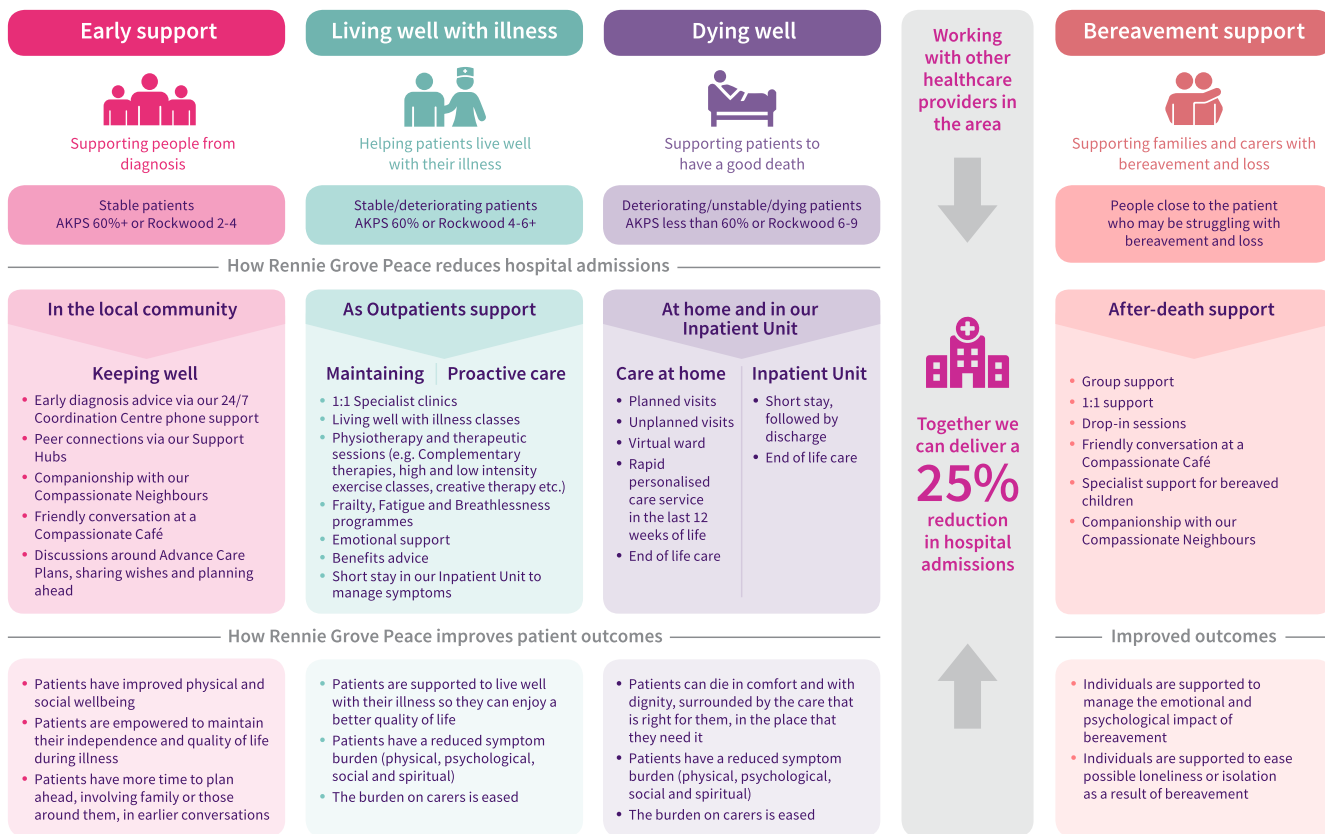 Early support
Supporting people from
diagnosis
Stable patients
AKPS 60%+ or Rockwood 2-4
Living well with illness
Helping patients live well
with their illness
Stable/deteriorating patients
AKPS 60% or Rockwood 4-6+
Dying well
Supporting patients to
have a good death
Deteriorating/unstable/dying patients
AKPS less than 60% or Rockwood 6-9
How Rennie Grove Peace reduces hospital admissions
In the local community
Keeping well
• Early diagnosis advice via our 24/7
Coordination Centre phone support
• Peer connections via our Support
Hubs
• Companionship with our
Compassionate Neighbours
• Friendly conversation at a
Compassionate Café
• Discussions around Advance Care
Plans, sharing wishes and planning
ahead
As Outpatients support
Maintaining
Proactive care
• 1:1 Specialist clinics
• Living well with illness classes
• Physiotherapy and therapeutic
sessions (e.g. Complementary
therapies, high and low intensity
exercise classes, creative therapy etc.)
• Frailty, Fatigue and Breathlessness
programmes
• Emotional support
• Benefits advice
• Short stay in our Inpatient Unit to
manage symptoms
At home and in our
Inpatient Unit
Care at home
• Planned visits
• Unplanned visits
• Virtual ward
• Rapid
personalised
care service
in the last 12
weeks of life
• End of life care
Inpatient Unit
• Short stay,
followed by
discharge
• End of life care
How Rennie Grove Peace improves patient outcomes
• Patients have improved physical and
social wellbeing
• Patients are empowered to maintain
their independence and quality of life
during illness
• Patients have more time to plan
ahead, involving family or those
around them, in earlier conversations
• Patients are supported to live well
with their illness so they can enjoy a
better quality of life
• Patients have a reduced symptom
burden (physical, psychological,
social and spiritual)
• The burden on carers is eased
• Patients can die in comfort and with
dignity, surrounded by the care that
is right for them, in the place that
they need it
• Patients have a reduced symptom
burden (physical, psychological,
social and spiritual)
• The burden on carers is eased
Working
with other
healthcare
providers in
the area
Together we
can deliver a
25%
reduction
in hospital
admissions
Bereavement support
Supporting families and carers with
bereavement and loss
People close to the patient
who may be struggling with
bereavement and loss
After-death support
• Group support
• 1:1 support
• Drop-in sessions
• Friendly conversation at a
Compassionate Café
• Specialist support for bereaved
children
• Companionship with our
Compassionate Neighbours
Improved outcomes
• Individuals are supported to
manage the emotional and
psychological impact of
bereavement
• Individuals are supported to ease
possible loneliness or isolation
as a result of bereavement